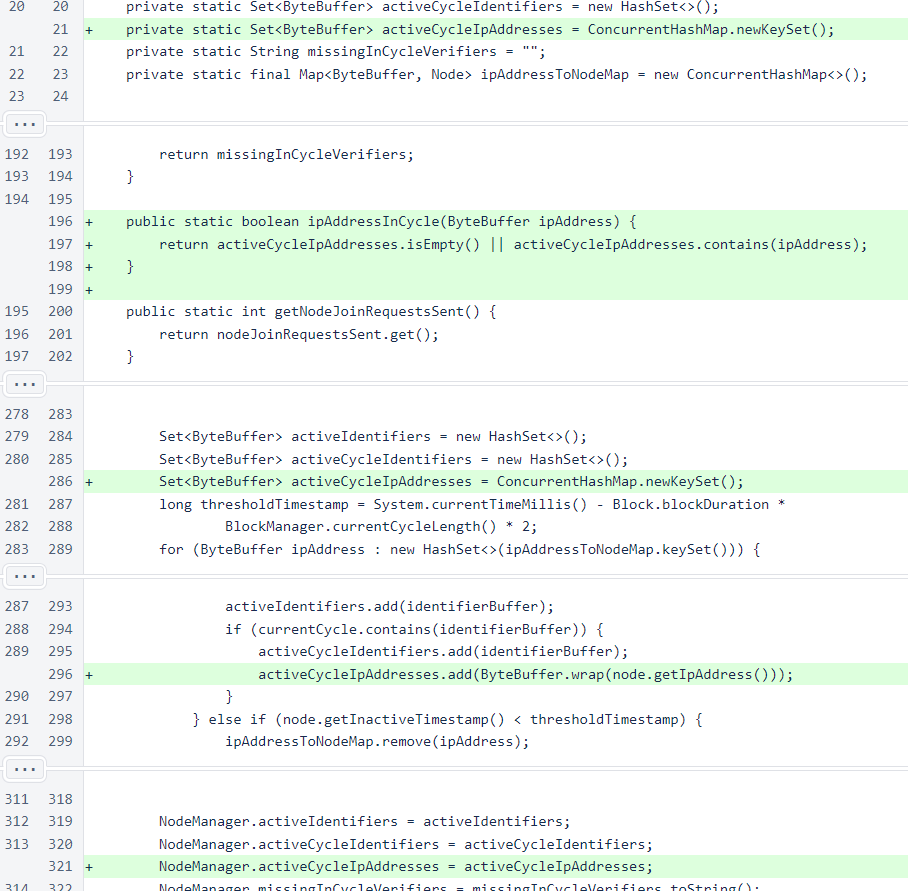 20 20 private static Set<ByteBuffer> activeCycleIdentifiers = new HashSet<>();
21 + private static Set<ByteBuffer> activeCycleIpAddresses = ConcurrentHashMap.newKeySet();
21 22 private static String missingInCycleVerifiers = "";
22 23 private static final Map<ByteBuffer, Node> ipAddressToNodeMap = new ConcurrentHashMap<>();
23 24
...
192 193 return missingInCycleVerifiers;
193 194 }
194 195
196 + public static boolean ipAddressInCycle(ByteBuffer ipAddress) {
197 + return activeCycleIpAddresses.isEmpty() || activeCycleIpAddresses.contains(ipAddress);
198 + }
199 +
195 200 public static int getNodeJoinRequestsSent() {
196 201 return nodeJoinRequestsSent.get();
197 202 }
...
278 283
279 284 Set<ByteBuffer> activeIdentifiers = new HashSet<>();
280 285 Set<ByteBuffer> activeCycleIdentifiers = new HashSet<>();
286 + Set<ByteBuffer> activeCycleIpAddresses = ConcurrentHashMap.newKeySet();
281 287 long thresholdTimestamp = System.currentTimeMillis() - Block.blockDuration *
282 288 BlockManager.currentCycleLength() * 2;
283 289 for (ByteBuffer ipAddress : new HashSet<>(ipAddressToNodeMap.keySet())) {
...
287 293 activeIdentifiers.add(identifierBuffer);
288 294 if (currentCycle.contains(identifierBuffer)) {
289 295 activeCycleIdentifiers.add(identifierBuffer);
296 + activeCycleIpAddresses.add(ByteBuffer.wrap(node.getIpAddress()));
290 297 }
291 298 } else if (node.getInactiveTimestamp() < thresholdTimestamp) {
292 299 ipAddressToNodeMap.remove(ipAddress);
...
311 318
312 319 NodeManager.activeIdentifiers = activeIdentifiers;
313 320 NodeManager.activeCycleIdentifiers = activeCycleIdentifiers;
321 + NodeManager.activeCycleIpAddresses = activeCycleIpAddresses;
314 322 NodeManager.missingInCycleVerifiers = missingInCycleVerifiers.toString();